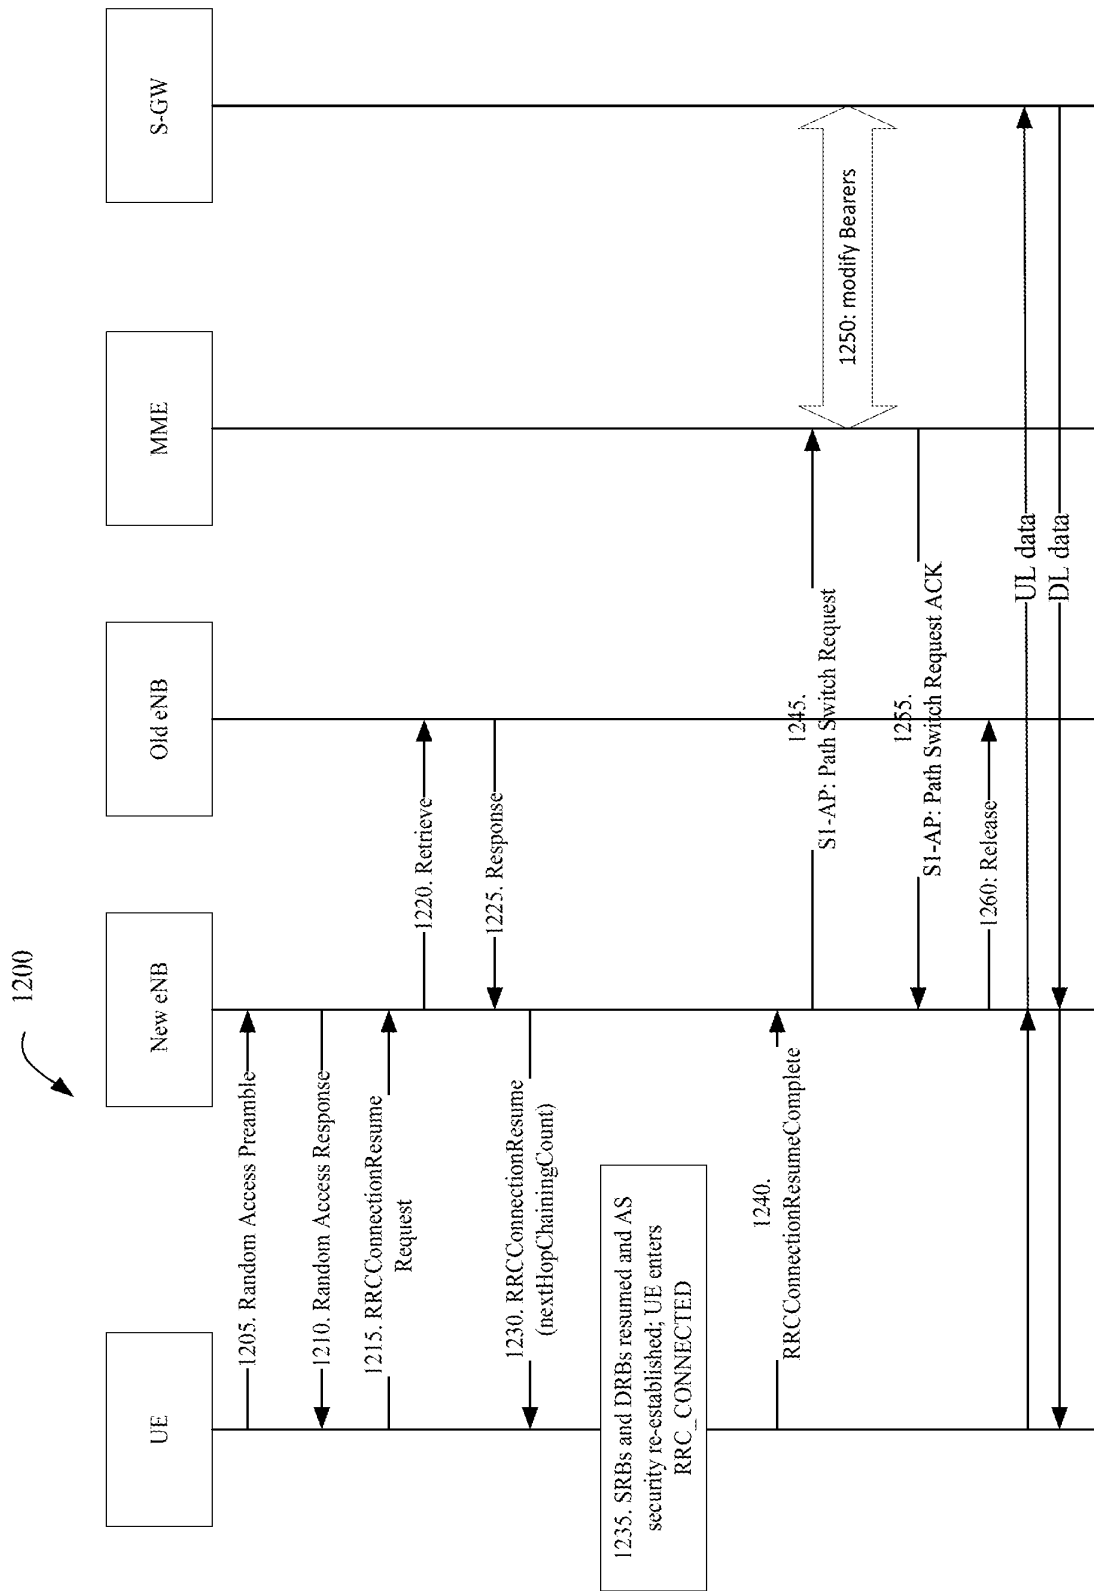 1200
UE
New eNB
Old eNB
MME
S-GW
1205. Random Access Preamble
1210. Random Access Response
1215. RRCConnectionResume
Request
1220. Retrieve
1225. Response
1230. RRCConnectionResume
(nextHopChainingCount)
1235. SRBs and DRBs resumed and AS
security re-established; UE enters
RRC_CONNECTED
1240.
RRCConnectionResumeComplete
1245.
S1-AP: Path Switch Request
1250: modify Bearers
1255.
S1-AP: Path Switch Request ACK
1260: Release
UL data
DL data